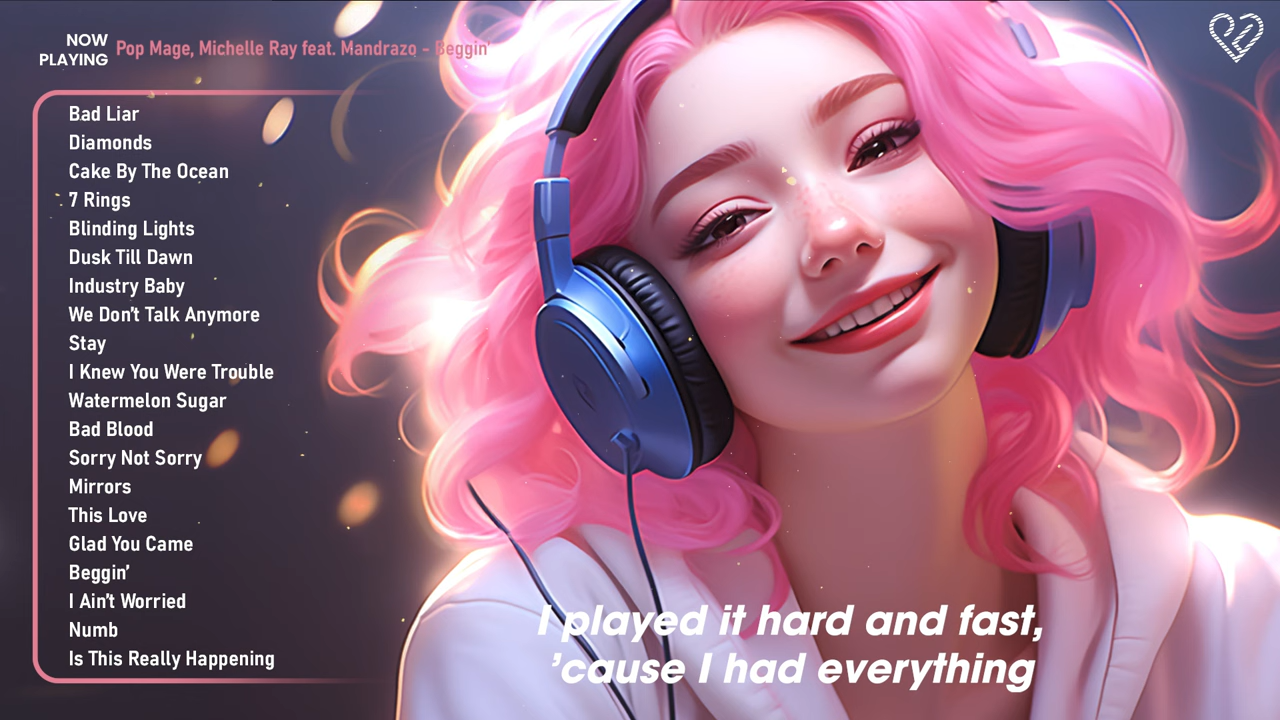 NOW
PLAYING
Pop Mage, Michelle Ray feat. Mandrazo - Beggin'
Bad Liar
Diamonds
Cake By The Ocean
7 Rings
Blinding Lights
Dusk Till Dawn
Industry Baby
We Don't Talk Anymore
Stay
I Knew You Were Trouble
Watermelon Sugar
Bad Blood
Sorry Not Sorry
Mirrors
This Love
Glad You Came
Beggin'
I Ain't Worried
Numb
Is This Really Happening
I played it hard and fast,
'cause I had everything